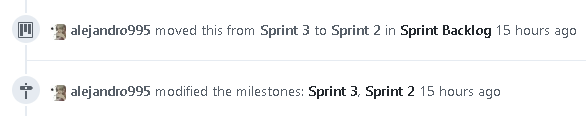 alejandro995 moved this from Sprint 3 to Sprint 2 in Sprint Backlog 15 hours ago
alejandro995 modified the milestones: Sprint 3, Sprint 2 15 hours ago